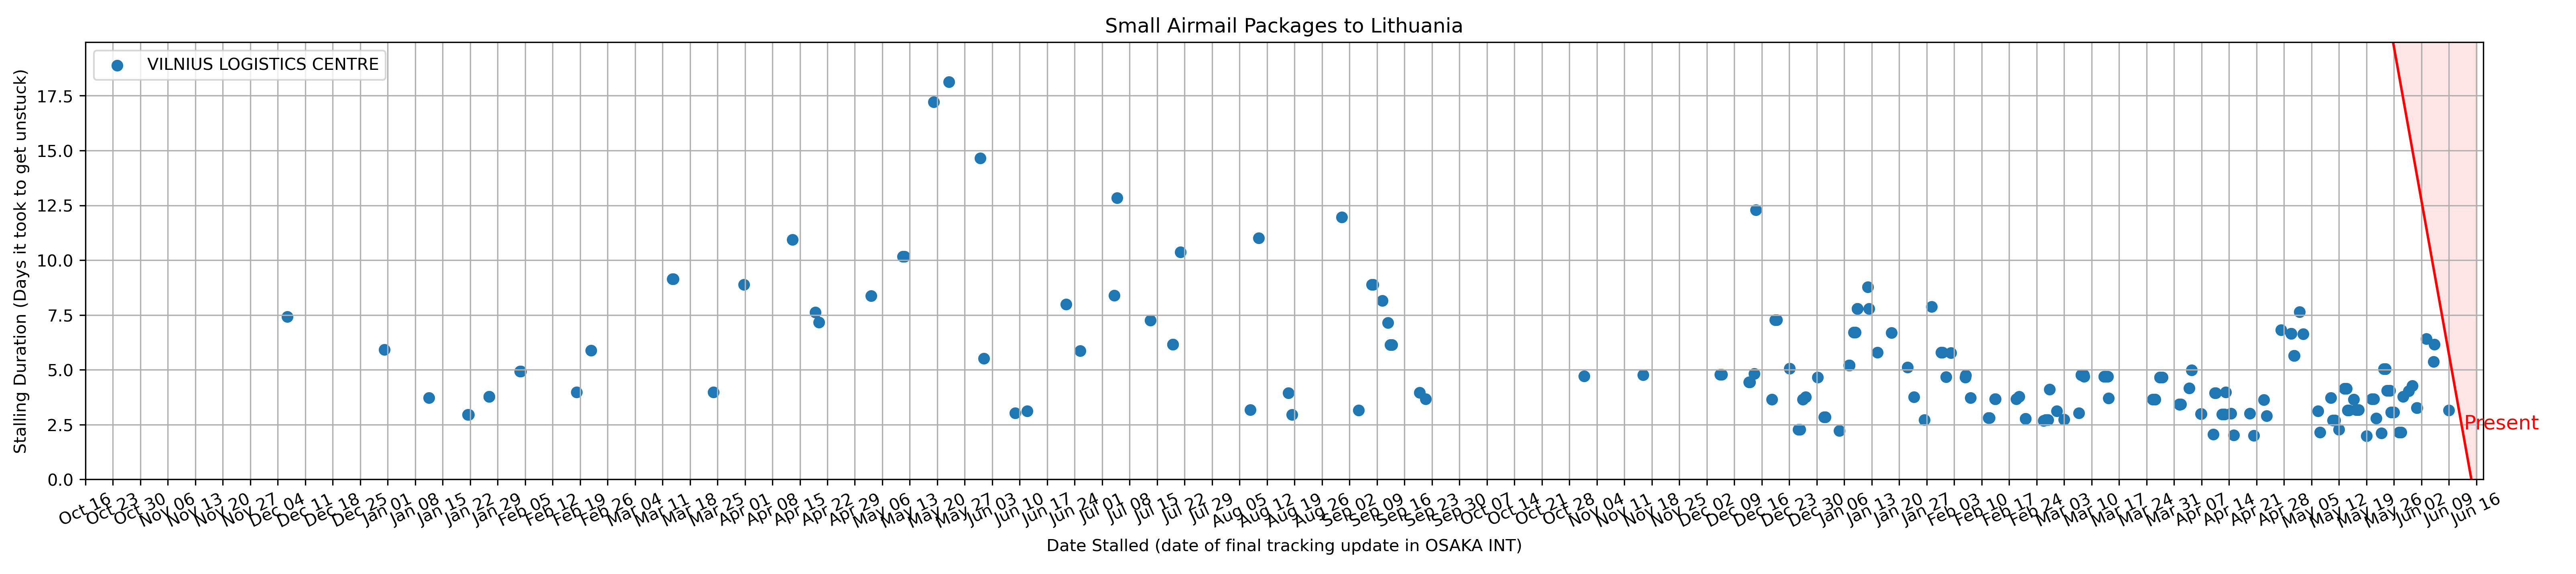 Small Airmail Packages to Lithuania
VILNIUS LOGISTICS CENTRE
Stalling Duration (Days it took to get unstuck)
17.5
15.0
12.5
10.0
7.5
5.0
2.5
0.0
Present
Oct 16 Oct 23 Oct 30 Nov 06 Nov 13 Nov 20 Nov 27 Dec 04 Dec 11 Dec 18 Dec 25 Jan 01 Jan 08 Jan 15 Jan 22 Jan 29 Feb 05 Feb 12 Feb 19 Feb 26 Mar 04 Mar 11 Mar 18 Mar 25 Apr 01 Apr 08 Apr 15 Apr 22 Apr 29 May 06 May 13 May 20 May 27 Jun 03 Jun 10 Jun 17 Jun 24 Jul 01 Jul 08 Jul 15 Jul 22 Jul 29 Aug 05 Aug 12 Aug 19 Aug 26 Sep 02 Sep 09 Sep 16 Sep 23 Sep 30 Oct 07 Oct 14 Oct 21 Oct 28 Nov 04 Nov 11 Nov 18 Nov 25 Dec 02 Dec 09 Dec 16 Dec 23 Dec 30 Jan 06 Jan 13 Jan 20 Jan 27 Feb 03 Feb 10 Feb 17 Feb 24 Mar 03 Mar 10 Mar 17 Mar 24 Mar 31 Apr 07 Apr 14 Apr 21 Apr 28 May 05 May 12 May 19 May 26 Jun 02 Jun 09 Jun 16
Date Stalled (date of final tracking update in OSAKA INT)